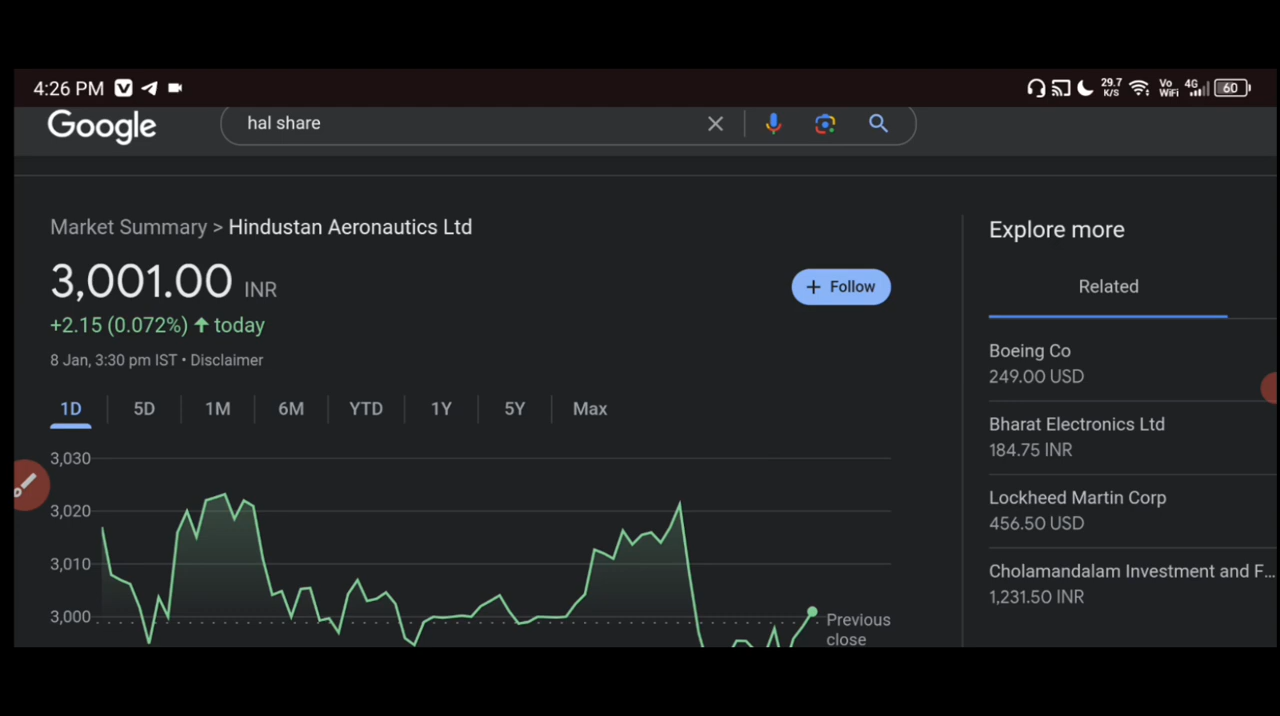 4:26 PM
29.7 K/S
Vo WiFi
4G
60
Google
hal share
Market Summary > Hindustan Aeronautics Ltd
3,001.00 INR
+ Follow
+2.15 (0.072%) ↑ today
8 Jan, 3:30 pm IST • Disclaimer
1D 5D 1M 6M YTD 1Y 5Y Max
3,030
3,020
3,010
3,000
Previous
close
Explore more
Related
Boeing Co
249.00 USD
Bharat Electronics Ltd
184.75 INR
Lockheed Martin Corp
456.50 USD
Cholamandalam Investment and F...
1,231.50 INR